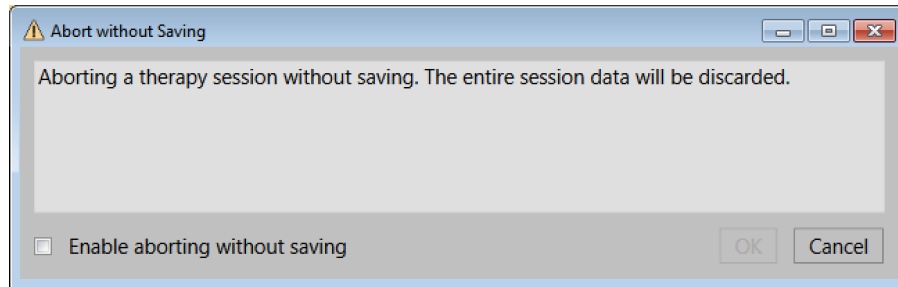 Abort without Saving
Aborting a therapy session without saving. The entire session data will be discarded.
Enable aborting without saving
OK
Cancel